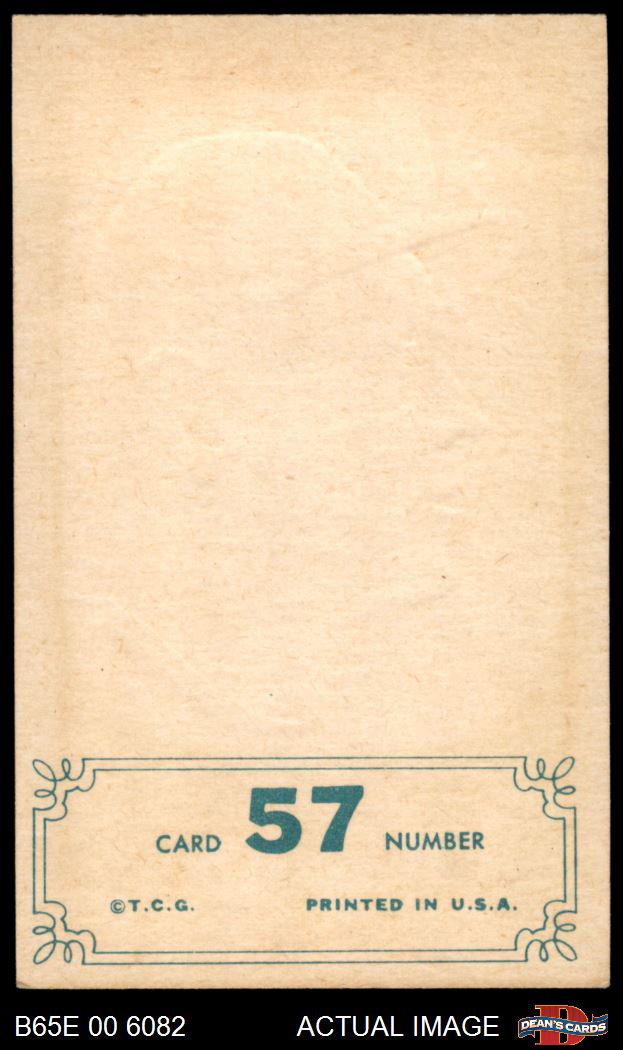 CARD 57 NUMBER
©T.C.G. PRINTED IN U.S.A.
B65E 00 6082 ACTUAL IMAGE DEAN'S CARDS